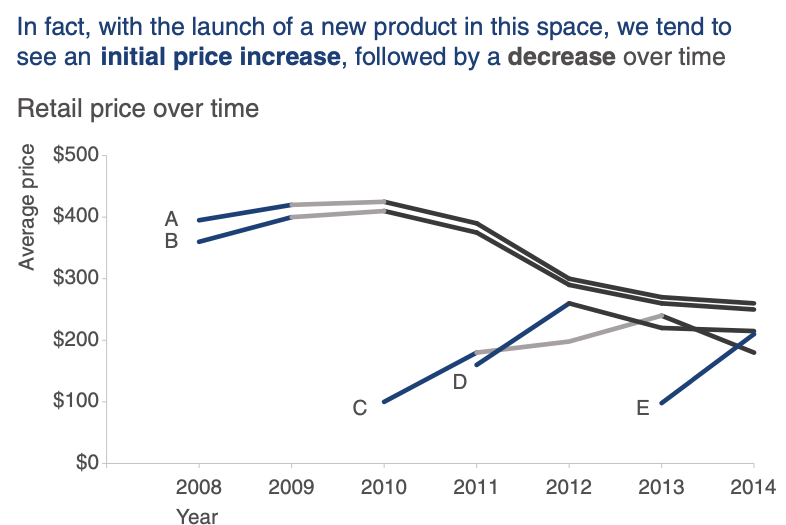 In fact, with the launch of a new product in this space, we tend to
see an initial price increase, followed by a decrease over time
Retail price over time
Average price
$500
$400
$300
$200
$100
$0
A
B
C
D
E
2008 2009 2010 2011 2012 2013 2014
Year